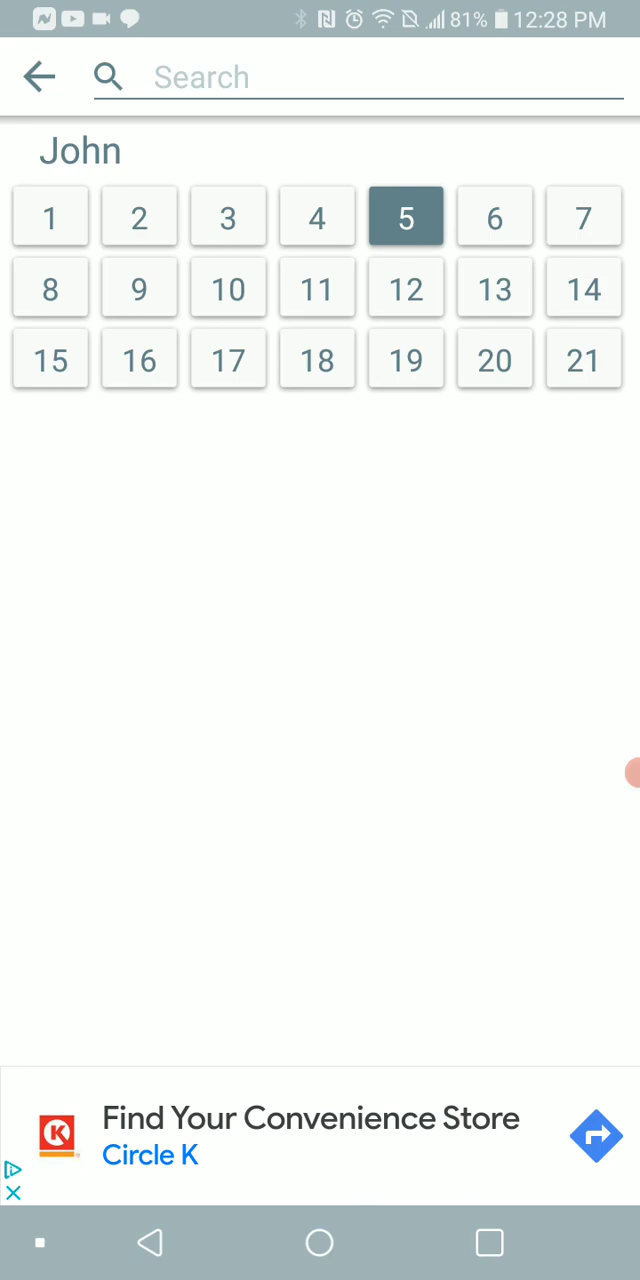 81% 12:28 PM
Search
John
1 2 3 4 5 6 7
8 9 10 11 12 13 14
15 16 17 18 19 20 21
K
Find Your Convenience Store
Circle K